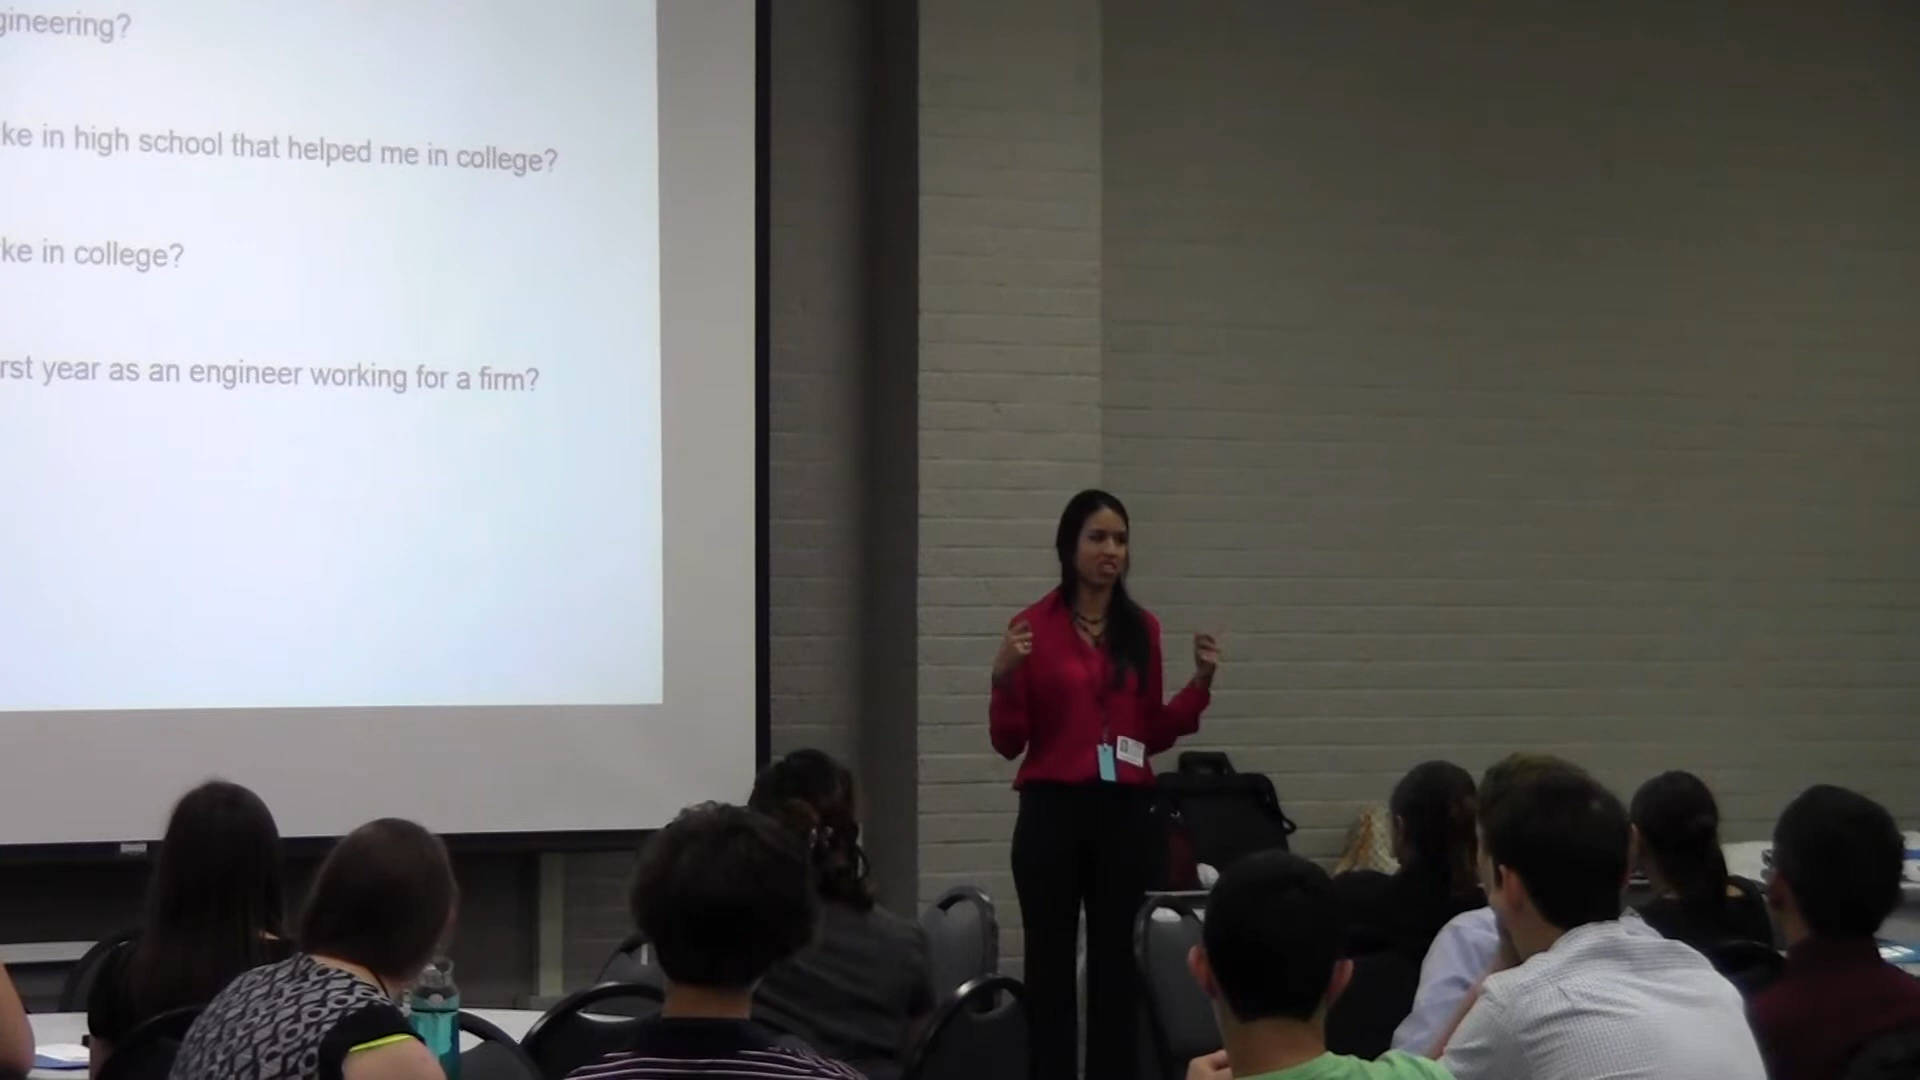 gineering?
ke in high school that helped me in college?
ke in college?
rst year as an engineer working for a firm?